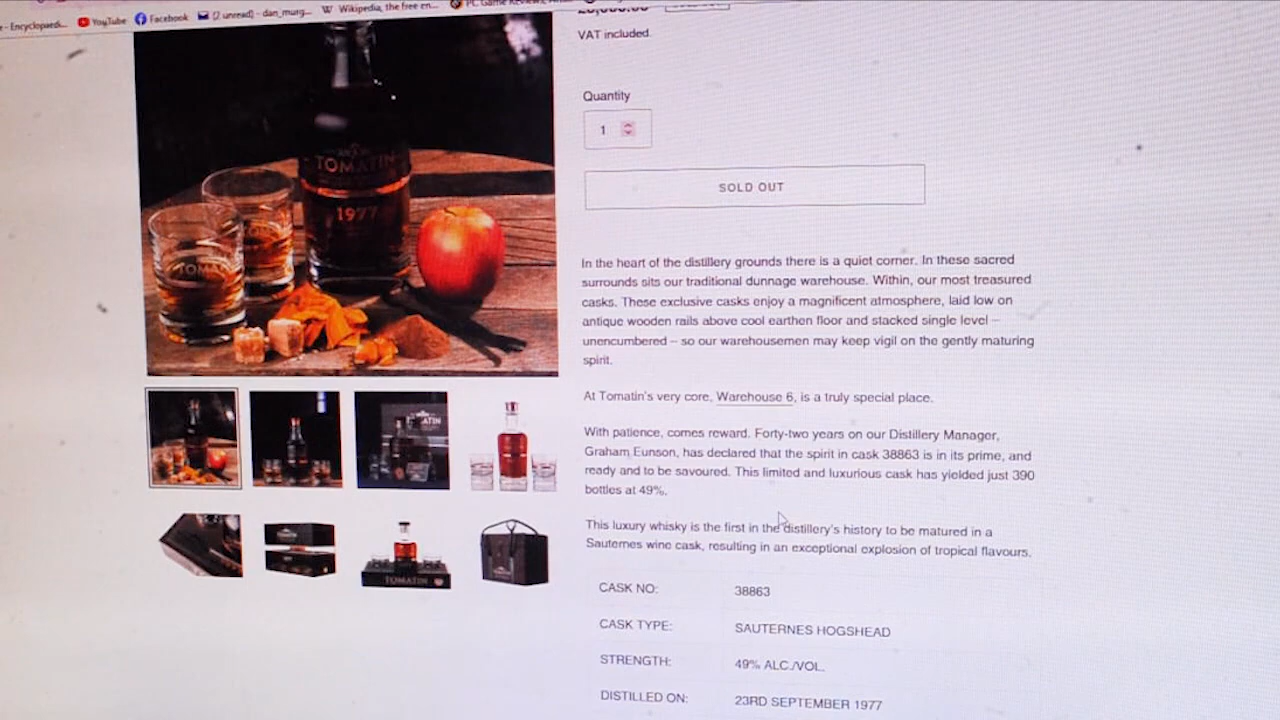 e - Encyclopaedi...
YouTube
Facebook
(2 unread) - dan_murg...
W Wikipedia, the free en...
VAT included.
Quantity
1
SOLD OUT
TOMATIN
1977
In the heart of the distillery grounds there is a quiet corner. In these sacred
surrounds sits our traditional dunnage warehouse. Within, our most treasured
casks. These exclusive casks enjoy a magnificent atmosphere, laid low on
antique wooden rails above cool earthen floor and stacked single level –
unencumbered – so our warehousemen may keep vigil on the gently maturing
spirit.
At Tomatin's very core, Warehouse 6, is a truly special place.
With patience, comes reward. Forty-two years on our Distillery Manager,
Graham Eunson, has declared that the spirit in cask 38863 is in its prime, and
ready and to be savoured. This limited and luxurious cask has yielded just 390
bottles at 49%.
This luxury whisky is the first in the distillery's history to be matured in a
Sauternes wine cask, resulting in an exceptional explosion of tropical flavours.
TOMATIN
CASK NO: 38863
CASK TYPE: SAUTERNES HOGSHEAD
STRENGTH: 49% ALC./VOL.
DISTILLED ON: 23RD SEPTEMBER 1977